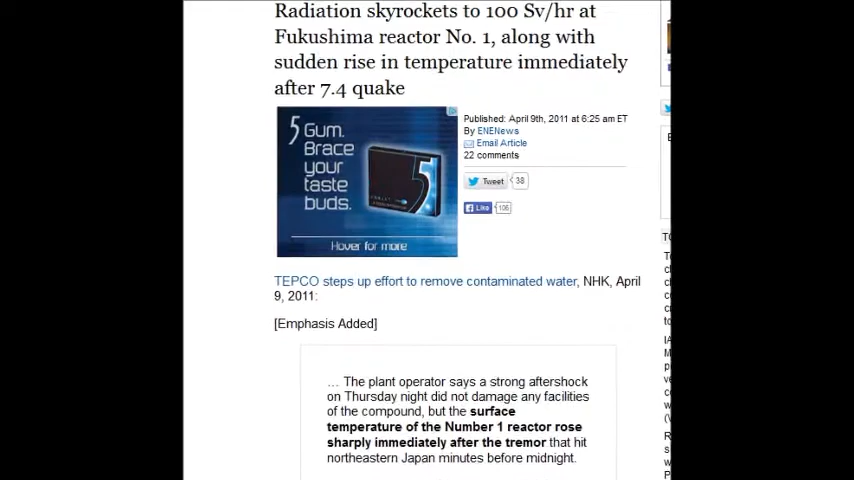 Radiation skyrockets to 100 Sv/hr at
Fukushima reactor No. 1, along with
sudden rise in temperature immediately
after 7.4 quake
5 Gum.
Brace
your
taste
buds.
Hover for more
Published: April 9th, 2011 at 6:25 am ET
By ENENews
Email Article
22 comments
Tweet 38
Like 106
TEPCO steps up effort to remove contaminated water, NHK, April
9, 2011:
[Emphasis Added]
… The plant operator says a strong aftershock
on Thursday night did not damage any facilities
of the compound, but the surface
temperature of the Number 1 reactor rose
sharply immediately after the tremor that hit
northeastern Japan minutes before midnight.